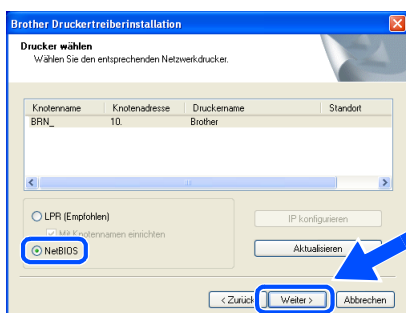 Brother Druckertreiberinstallation
Drucker wählen
Wählen Sie den entsprechenden Netzwerkdrucker.
Knotenname Knotenadresse Druckername Standort
BRN_ 10. Brother
LPR (Empfohlen)
Mit Knotennamen einrichten
IP konfigurieren
NetBIOS
Aktualisieren
< Zurück Weiter > Abbrechen